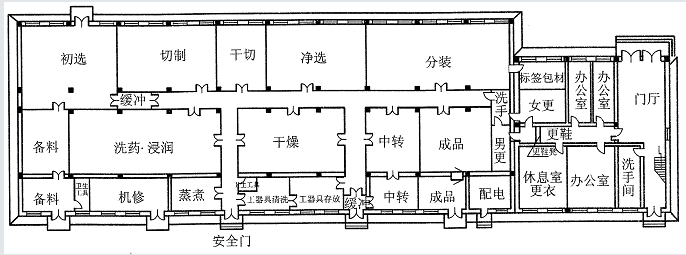 初选
切制
干切
净选
分装
标签包材
办公室
办公室
门厅
缓冲
洗手
女更
备料
洗药·浸润
干燥
中转
成品
男更
更鞋
更鞋凳
休息室
更衣
办公室
洗手间
备料
卫生
工具
机修
蒸煮
工器具清洗
工器具存放
缓冲
中转
成品
配电
安全门